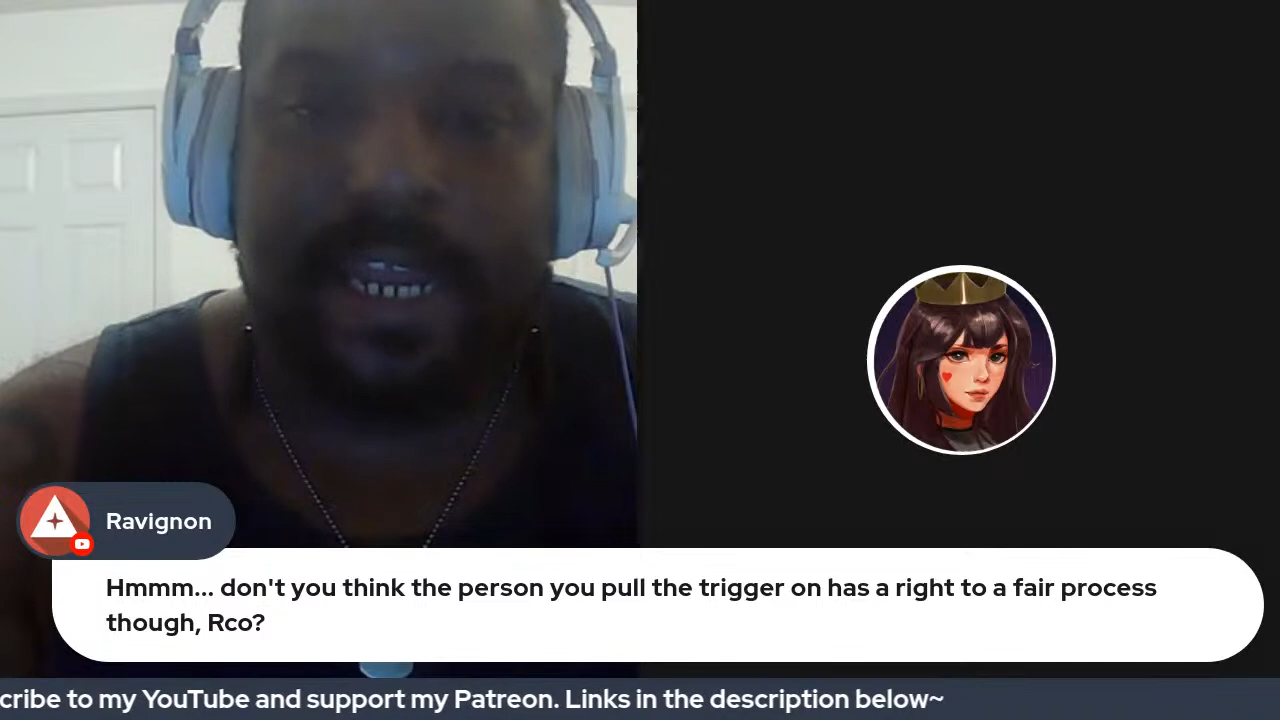 Ravignon
Hmmm... don't you think the person you pull the trigger on has a right to a fair process
though, Rco?
cribe to my YouTube and support my Patreon. Links in the description below~